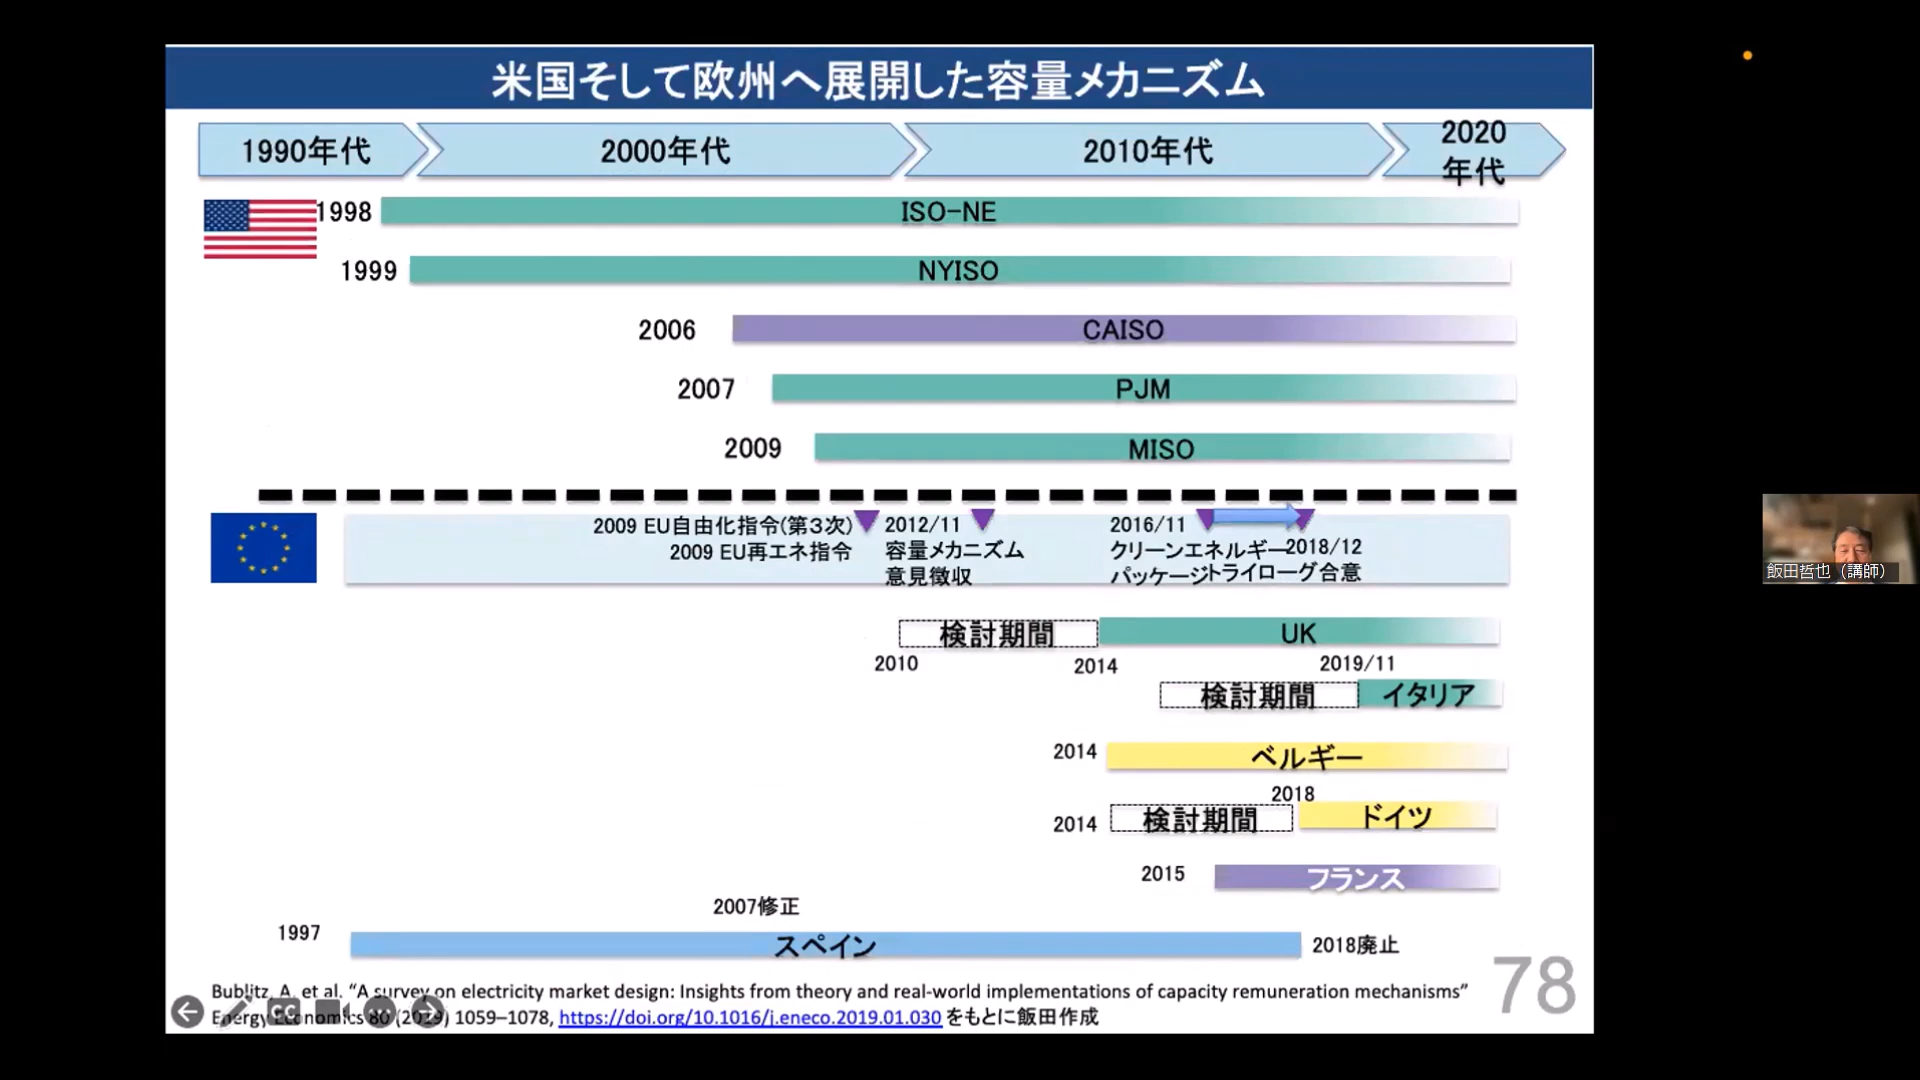 米国そして欧州へ展開した容量メカニズム
1990年代
2000年代
2010年代
2020
年代
1998
ISO-NE
1999
NYISO
2006
CAISO
2007
PJM
2009
MISO
2009 EU自由化指令(第3次)
2009 EU再エネ指令
2012/11
容量メカニズム
意見徴収
2016/11
クリーンエネルギー
パッケージ
2018/12
トライローグ合意
検討期間
UK
2010
2014
2019/11
検討期間
イタリア
2014
ベルギー
2018
2014
検討期間
ドイツ
2015
フランス
2007修正
1997
スペイン
2018廃止
Bublitz, A. et al. “A survey on electricity market design: Insights from theory and real-world implementations of capacity remuneration mechanisms”
Energy Economics 80 (2019) 1059–1078, https://doi.org/10.1016/j.eneco.2019.01.030 をもとに飯田作成
CC
78
飯田哲也（講師）